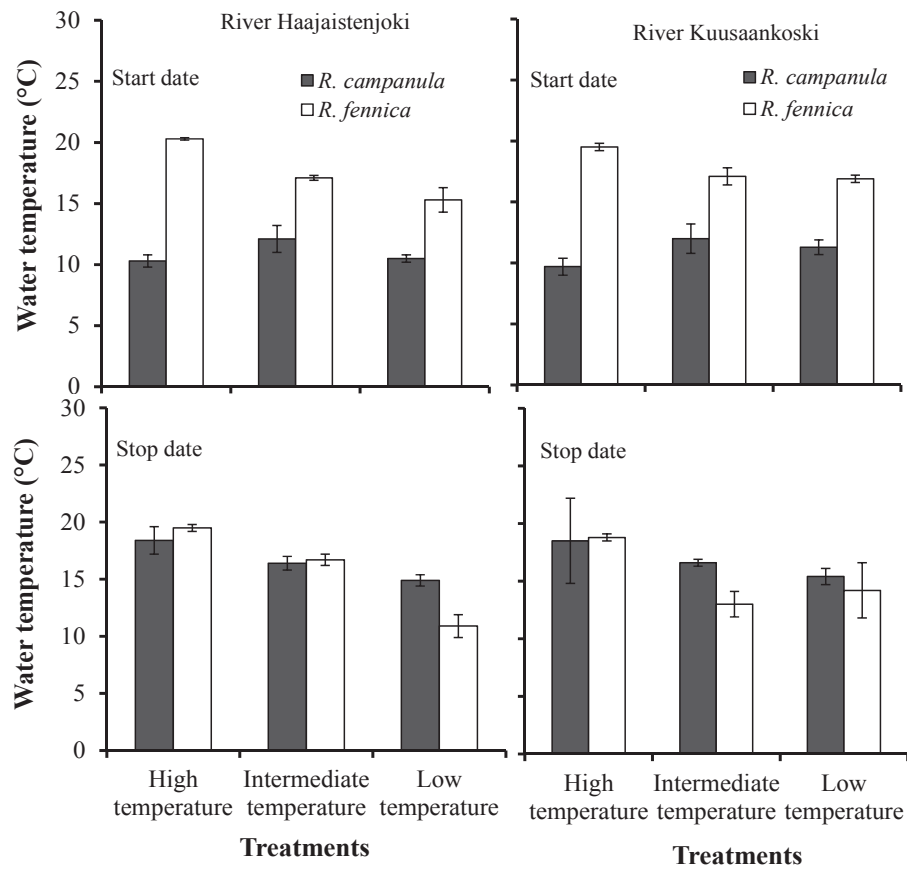 River Haajaistenjoki
Start date
R. campanula
R. fennica
Water temperature (°C)
30
25
20
15
10
5
0
River Kuusaankoski
Start date
R. campanula
R. fennica
Stop date
Water temperature (°C)
30
25
20
15
10
5
0
High temperature
Intermediate temperature
Low temperature
Treatments
Stop date
High temperature
Intermediate temperature
Low temperature
Treatments